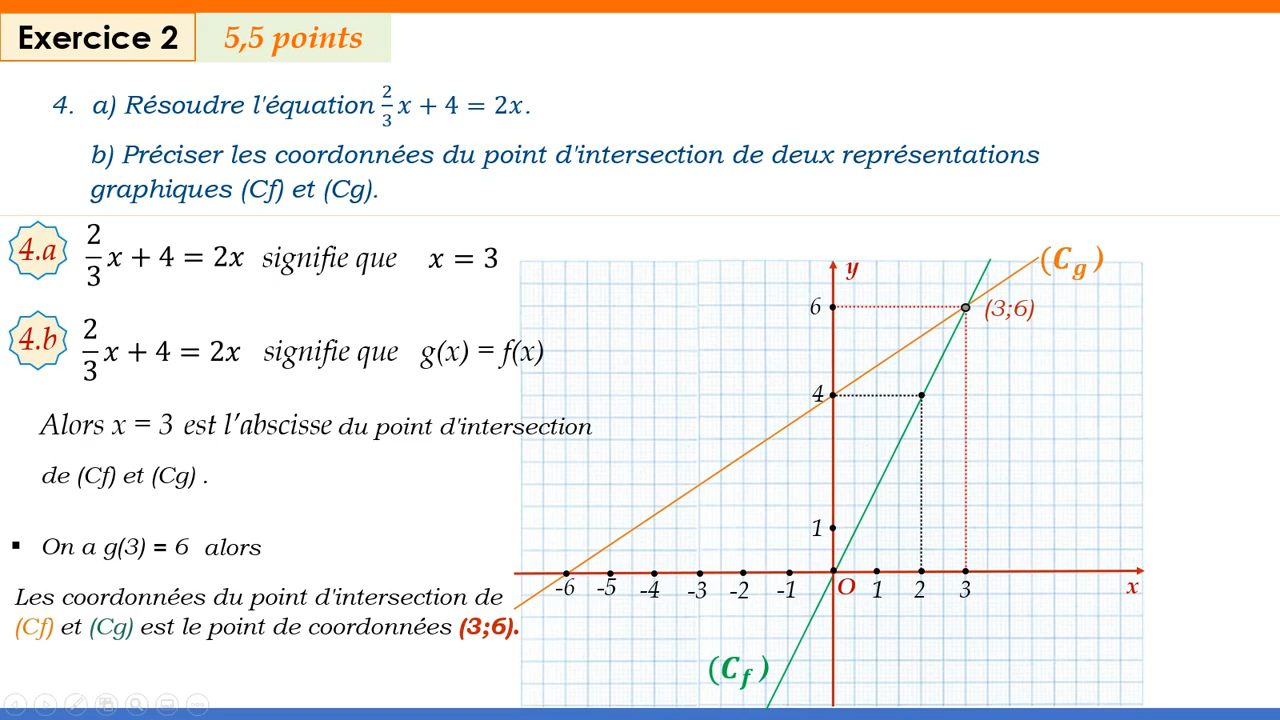 Exercice 2 5,5 points
4. a) Résoudre l'équation 2/3 x + 4 = 2x.
b) Préciser les coordonnées du point d'intersection de deux représentations
graphiques (Cf) et (Cg).
4.a 2/3 x + 4 = 2x signifie que x = 3
4.b 2/3 x + 4 = 2x signifie que g(x) = f(x)
Alors x = 3 est l’abscisse du point d'intersection
de (Cf) et (Cg) .
▪ On a g(3) = 6 alors
Les coordonnées du point d'intersection de
(Cf) et (Cg) est le point de coordonnées (3;6).
(C_g)
y
6
(3;6)
4
1
-6 -5 -4 -3 -2 -1 O 1 2 3 x
(C_f)